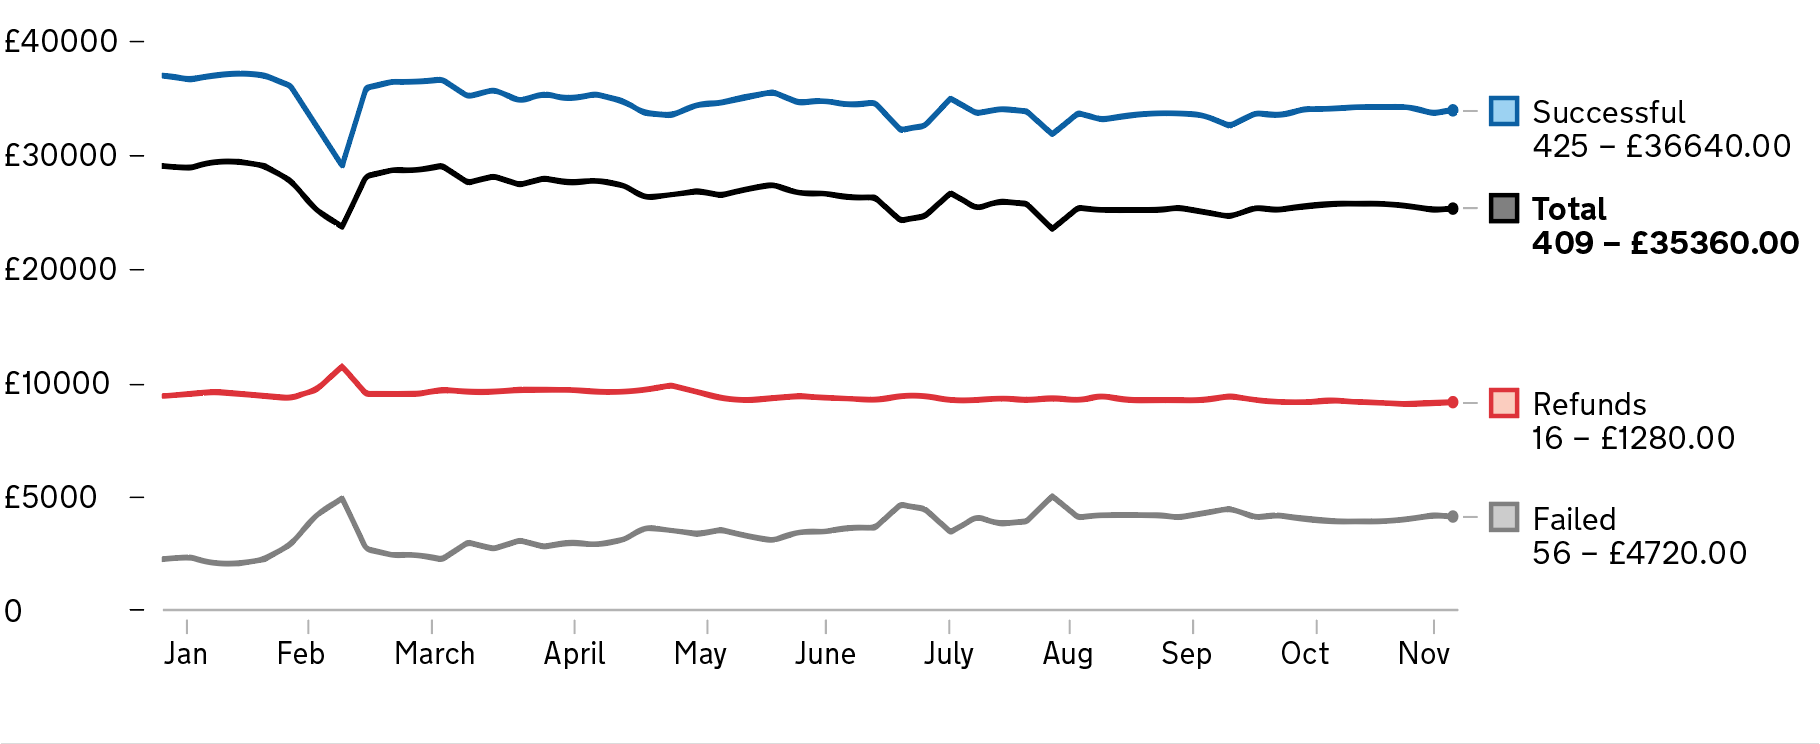 £40000
£30000
£20000
£10000
£5000
0
Jan Feb March April May June July Aug Sep Oct Nov
Successful
425 – £36640.00
Total
409 – £35360.00
Refunds
16 – £1280.00
Failed
56 – £4720.00